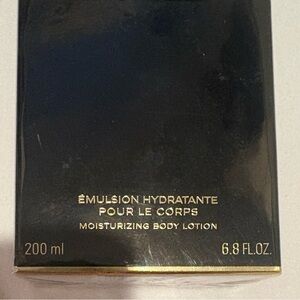 ÉMULSION HYDRATANTE
POUR LE CORPS
MOISTURIZING BODY LOTION
200 ml 6.8 FL.OZ.